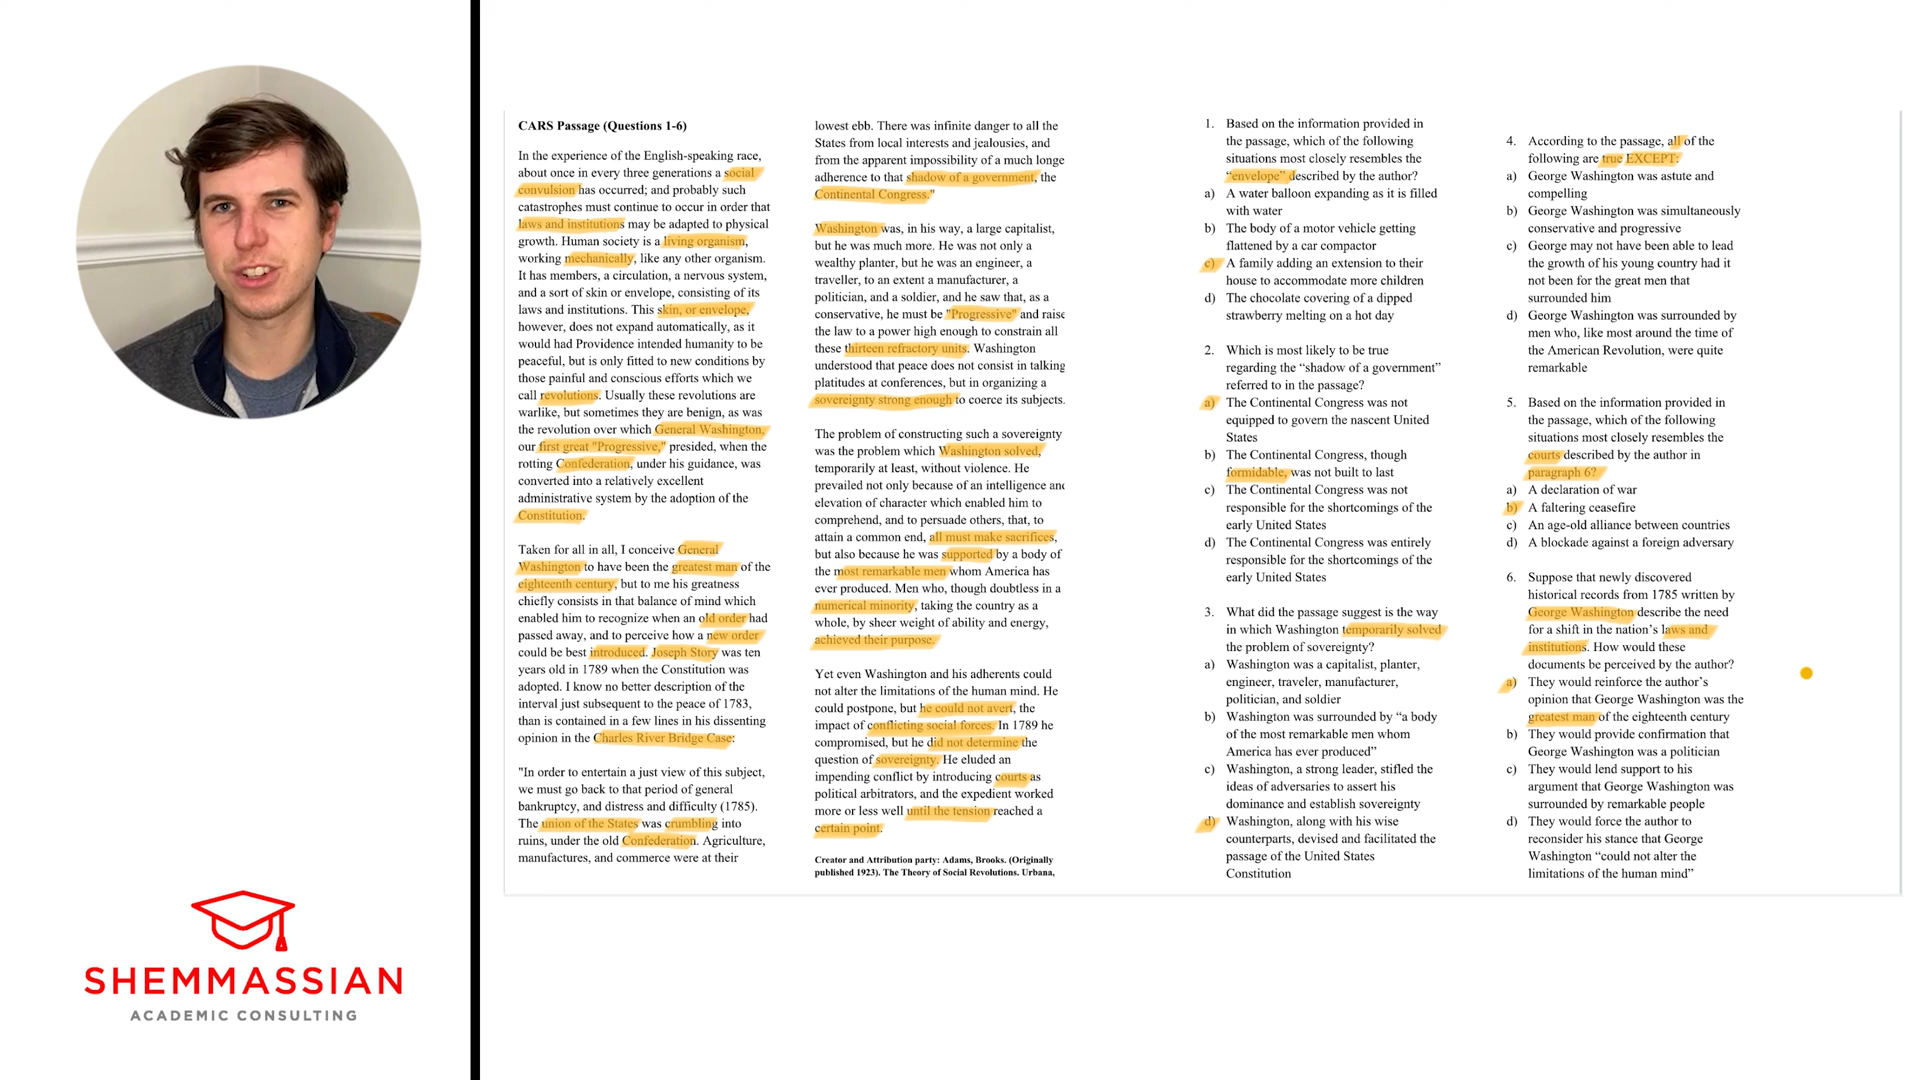 CARS Passage (Questions 1-6)
In the experience of the English-speaking race,
about once in every three generations a social
convulsion has occurred; and probably such
catastrophes must continue to occur in order that
laws and institutions may be adapted to physical
growth. Human society is a living organism,
working mechanically, like any other organism.
It has members, a circulation, a nervous system,
and a sort of skin or envelope, consisting of its
laws and institutions. This skin, or envelope,
however, does not expand automatically, as it
would had Providence intended humanity to be
peaceful, but is only fitted to new conditions by
those painful and conscious efforts which we
call revolutions. Usually these revolutions are
warlike, but sometimes they are benign, as was
the revolution over which General Washington,
our first great "Progressive," presided, when the
rotting Confederation, under his guidance, was
converted into a relatively excellent
administrative system by the adoption of the
Constitution.
Taken for all in all, I conceive General
Washington to have been the greatest man of the
eighteenth century, but to me his greatness
chiefly consists in that balance of mind which
enabled him to recognize when an old order had
passed away, and to perceive how a new order
could be best introduced. Joseph Story was ten
years old in 1789 when the Constitution was
adopted. I know no better description of the
interval just subsequent to the peace of 1783,
than is contained in a few lines in his dissenting
opinion in the Charles River Bridge Case:
"In order to entertain a just view of this subject,
we must go back to that period of general
bankruptcy, and distress and difficulty (1785).
The union of the States was crumbling into
ruins, under the old Confederation. Agriculture,
manufactures, and commerce were at their
lowest ebb. There was infinite danger to all the
States from local interests and jealousies, and
from the apparent impossibility of a much longe
adherence to that shadow of a government, the
Continental Congress."
Washington was, in his way, a large capitalist,
but he was much more. He was not only a
wealthy planter, but he was an engineer, a
traveller, to an extent a manufacturer, a
politician, and a soldier, and he saw that, as a
conservative, he must be "Progressive" and raise
the law to a power high enough to constrain all
these thirteen refractory units. Washington
understood that peace does not consist in talking
platitudes at conferences, but in organizing a
sovereignty strong enough to coerce its subjects.
The problem of constructing such a sovereignty
was the problem which Washington solved,
temporarily at least, without violence. He
prevailed not only because of an intelligence and
elevation of character which enabled him to
comprehend, and to persuade others, that, to
attain a common end, all must make sacrifices,
but also because he was supported by a body of
the most remarkable men whom America has
ever produced. Men who, though doubtless in a
numerical minority, taking the country as a
whole, by sheer weight of ability and energy,
achieved their purpose.
Yet even Washington and his adherents could
not alter the limitations of the human mind. He
could postpone, but he could not avert, the
impact of conflicting social forces. In 1789 he
compromised, but he did not determine the
question of sovereignty. He eluded an
impending conflict by introducing courts as
political arbitrators, and the expedient worked
more or less well until the tension reached a
certain point.
Creator and Attribution party: Adams, Brooks. (Originally
published 1923). The Theory of Social Revolutions. Urbana,
1. Based on the information provided in
the passage, which of the following
situations most closely resembles the
“envelope” described by the author?
a) A water balloon expanding as it is filled
with water
b) The body of a motor vehicle getting
flattened by a car compactor
c) A family adding an extension to their
house to accommodate more children
d) The chocolate covering of a dipped
strawberry melting on a hot day
2. Which is most likely to be true
regarding the “shadow of a government”
referred to in the passage?
a) The Continental Congress was not
equipped to govern the nascent United
States
b) The Continental Congress, though
formidable, was not built to last
c) The Continental Congress was not
responsible for the shortcomings of the
early United States
d) The Continental Congress was entirely
responsible for the shortcomings of the
early United States
3. What did the passage suggest is the way
in which Washington temporarily solved
the problem of sovereignty?
a) Washington was a capitalist, planter,
engineer, traveler, manufacturer,
politician, and soldier
b) Washington was surrounded by “a body
of the most remarkable men whom
America has ever produced”
c) Washington, a strong leader, stifled the
ideas of adversaries to assert his
dominance and establish sovereignty
d) Washington, along with his wise
counterparts, devised and facilitated the
passage of the United States
Constitution
4. According to the passage, all of the
following are true EXCEPT:
a) George Washington was astute and
compelling
b) George Washington was simultaneously
conservative and progressive
c) George may not have been able to lead
the growth of his young country had it
not been for the great men that
surrounded him
d) George Washington was surrounded by
men who, like most around the time of
the American Revolution, were quite
remarkable
5. Based on the information provided in
the passage, which of the following
situations most closely resembles the
courts described by the author in
paragraph 6?
a) A declaration of war
b) A faltering ceasefire
c) An age-old alliance between countries
d) A blockade against a foreign adversary
6. Suppose that newly discovered
historical records from 1785 written by
George Washington describe the need
for a shift in the nation’s laws and
institutions. How would these
documents be perceived by the author?
a) They would reinforce the author’s
opinion that George Washington was the
greatest man of the eighteenth century
b) They would provide confirmation that
George Washington was a politician
c) They would lend support to his
argument that George Washington was
surrounded by remarkable people
d) They would force the author to
reconsider his stance that George
Washington “could not alter the
limitations of the human mind”
SHEMMASSIAN
ACADEMIC CONSULTING